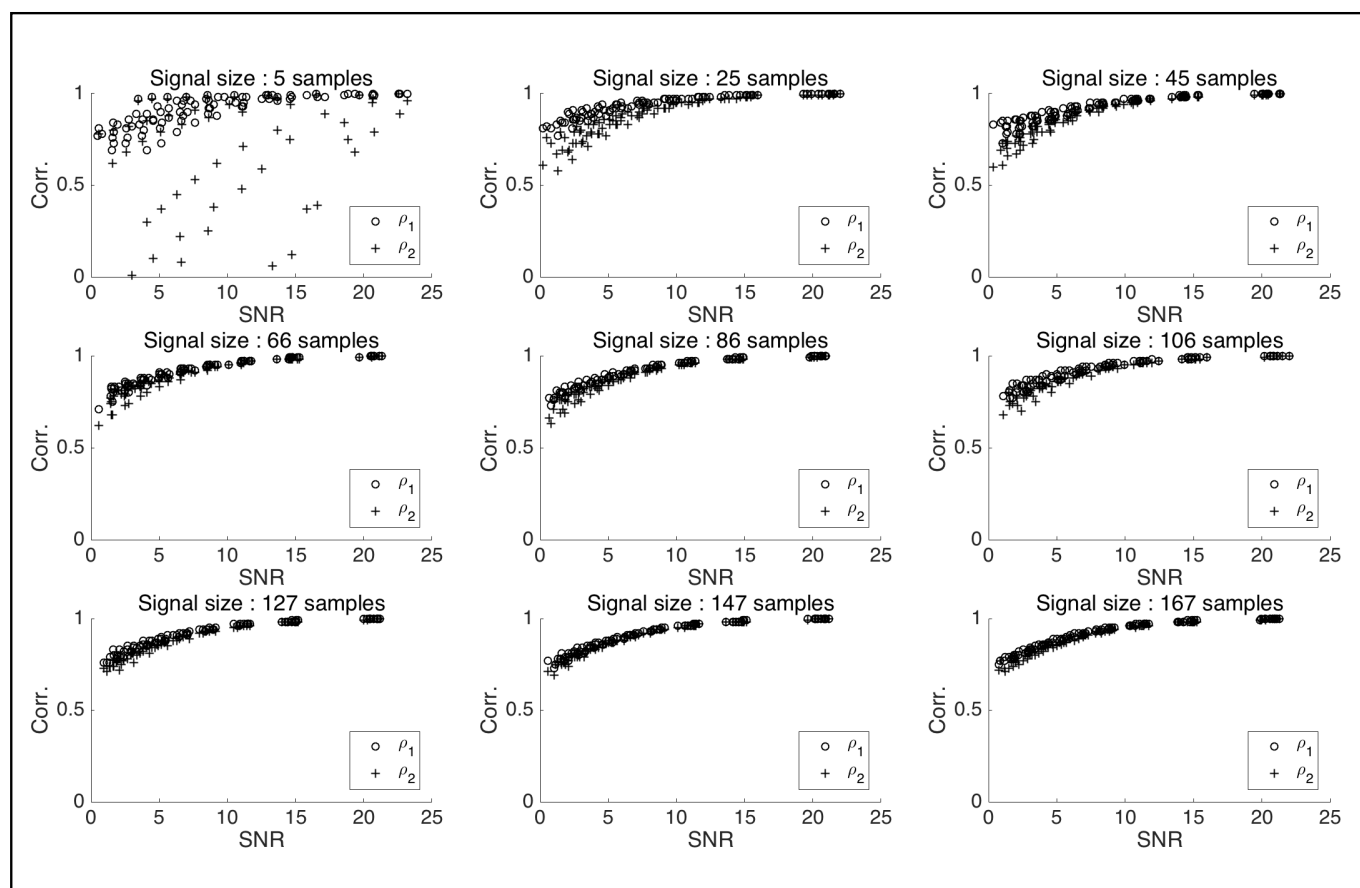 Signal size : 5 samples
1
0.5
0
Corr.
0 5 10 15 20 25
SNR
ρ1
ρ2
Signal size : 25 samples
1
0.5
0
Corr.
0 5 10 15 20 25
SNR
ρ1
ρ2
Signal size : 45 samples
1
0.5
0
Corr.
0 5 10 15 20 25
SNR
ρ1
ρ2
Signal size : 66 samples
1
0.5
0
Corr.
0 5 10 15 20 25
SNR
ρ1
ρ2
Signal size : 86 samples
1
0.5
0
Corr.
0 5 10 15 20 25
SNR
ρ1
ρ2
Signal size : 106 samples
1
0.5
0
Corr.
0 5 10 15 20 25
SNR
ρ1
ρ2
Signal size : 127 samples
1
0.5
0
Corr.
0 5 10 15 20 25
SNR
ρ1
ρ2
Signal size : 147 samples
1
0.5
0
Corr.
0 5 10 15 20 25
SNR
ρ1
ρ2
Signal size : 167 samples
1
0.5
0
Corr.
0 5 10 15 20 25
SNR
ρ1
ρ2